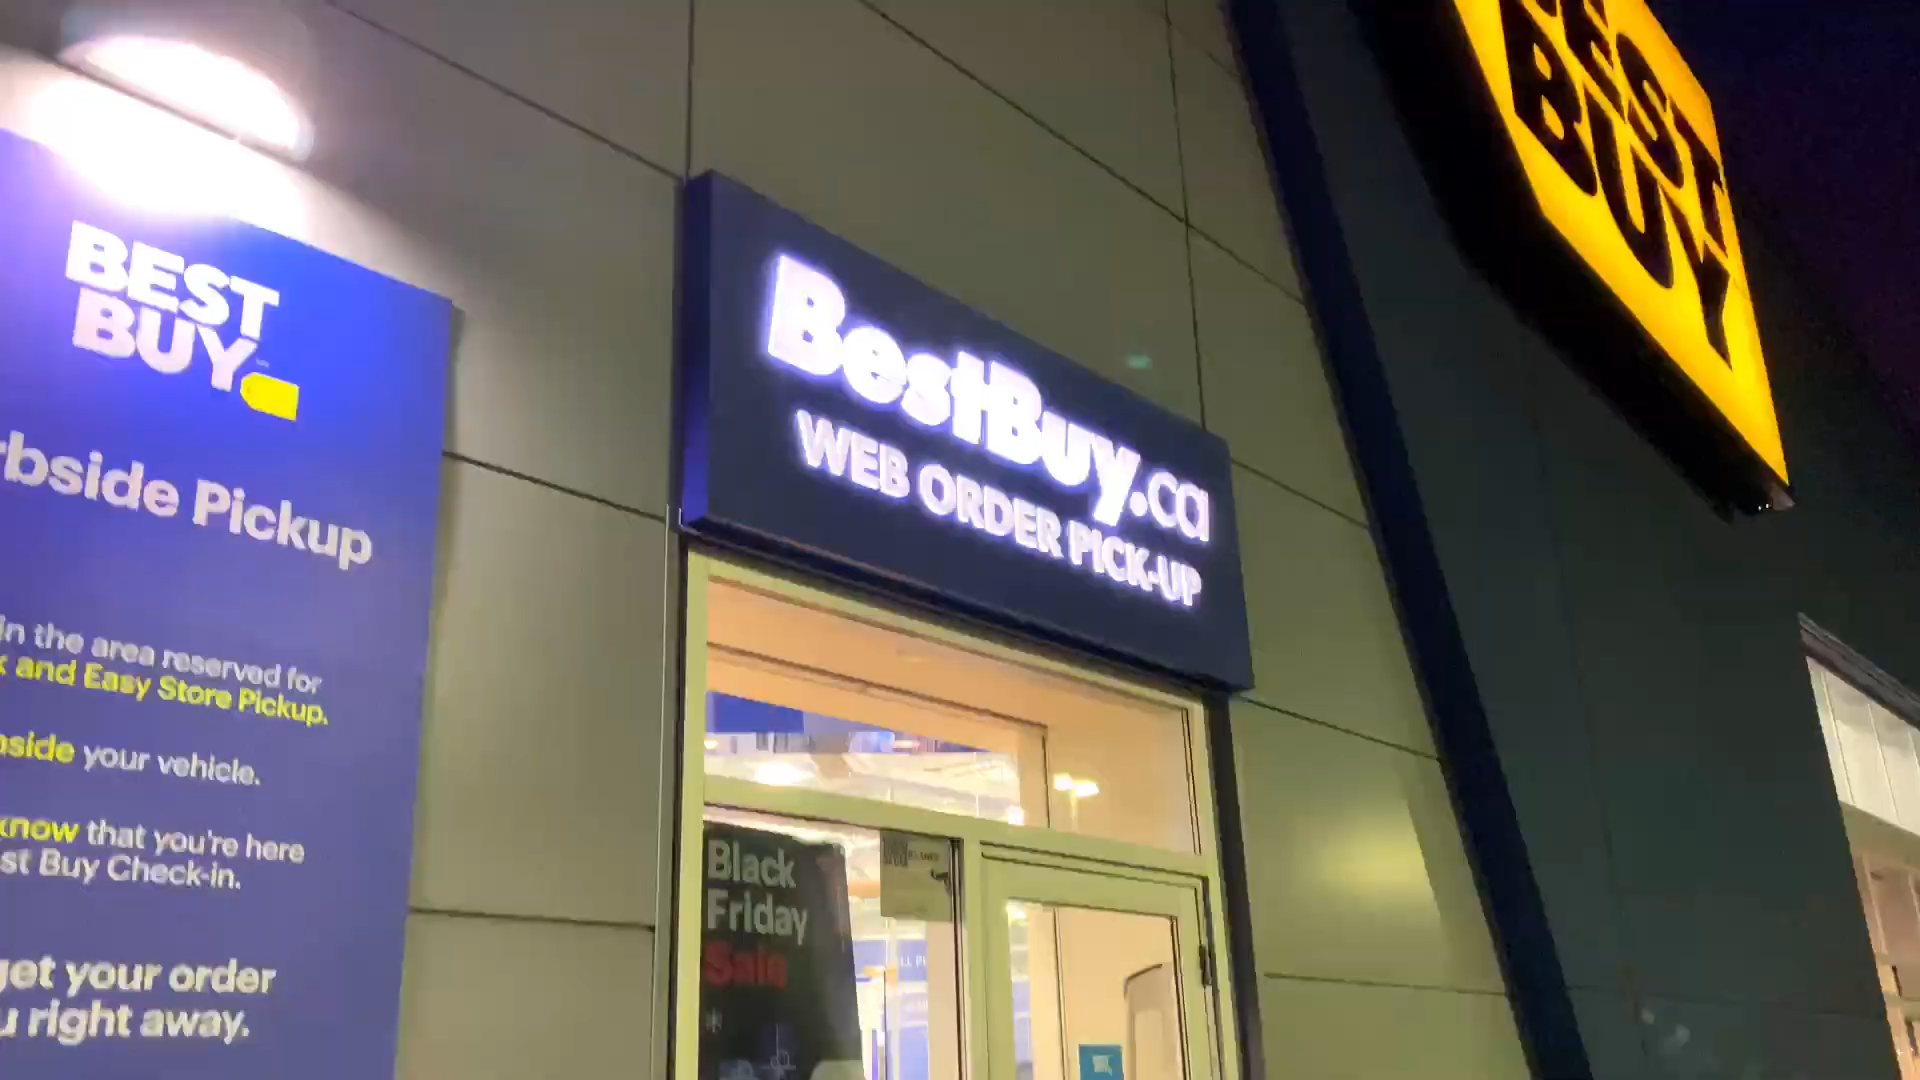 BEST
BUY
rbside Pickup
in the area reserved for
k and Easy Store Pickup.
nside your vehicle.
know that you're here
st Buy Check-in.
get your order
u right away.
BestBuy.ca
WEB ORDER PICK-UP
BEST
BUY
Black
Friday
Sale